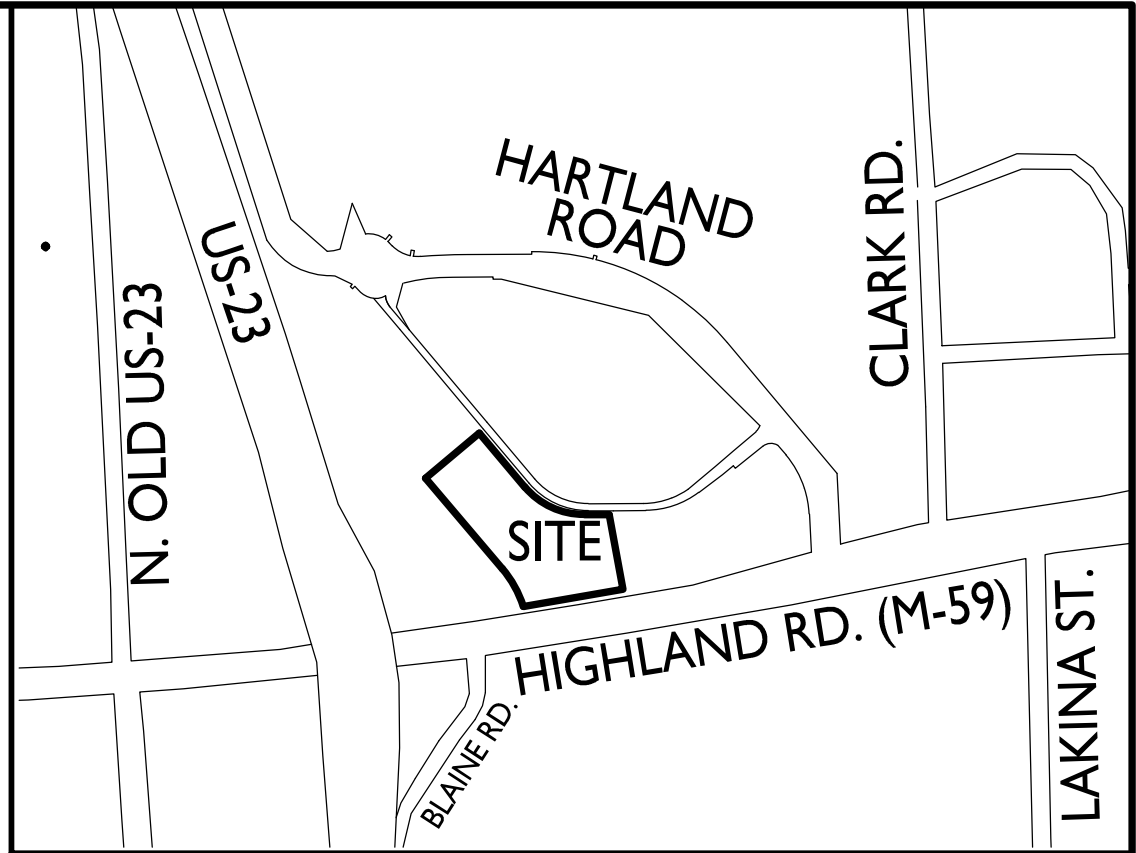 HARTLAND
ROAD
CLARK RD.
US-23
N. OLD US-23
SITE
HIGHLAND RD. (M-59)
BLAINE RD.
LAKINA ST.